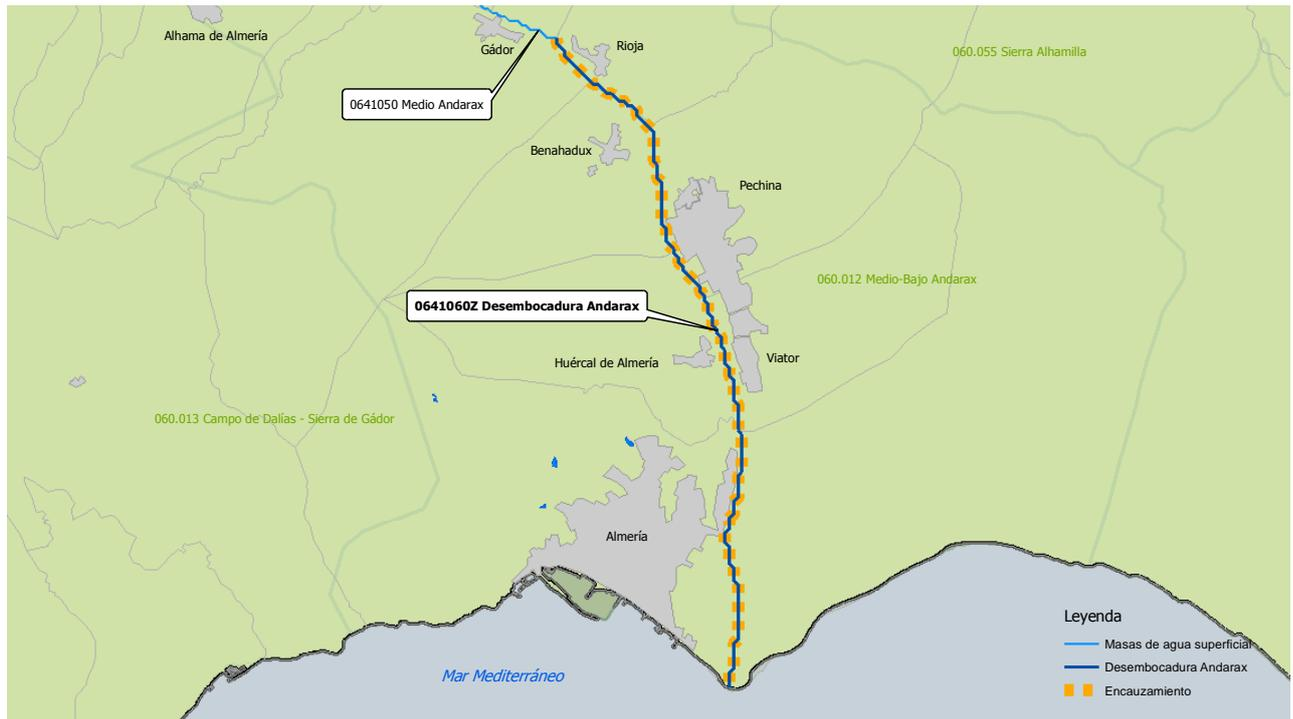 Alhama de Almería
Gádor
Rioja
060.055 Sierra Alhamilla
0641050 Medio Andarax
Benahadux
Pechina
060.012 Medio-Bajo Andarax
0641060Z Desembocadura Andarax
Huércal de Almería
Viator
060.013 Campo de Dalías - Sierra de Gádor
Almería
Mar Mediterráneo
Leyenda
Masas de agua superficial
Desembocadura Andarax
Encauzamiento